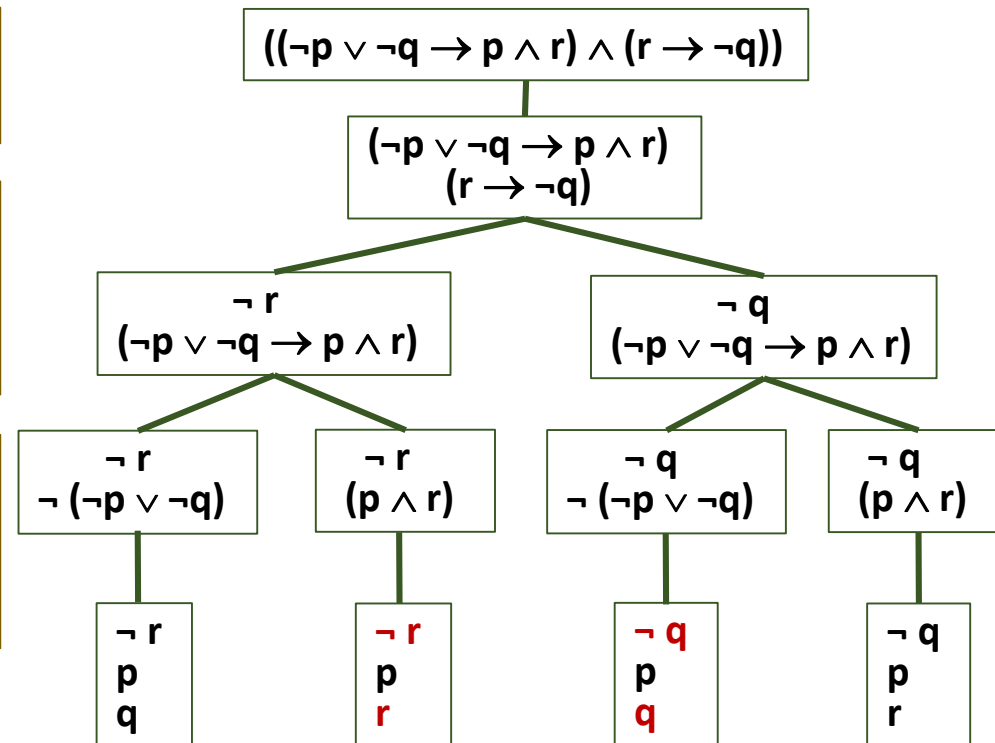 ((¬p ∨ ¬q → p ∧ r) ∧ (r → ¬q))
(¬p ∨ ¬q → p ∧ r)
(r → ¬q)
¬ r
(¬p ∨ ¬q → p ∧ r)
¬ q
(¬p ∨ ¬q → p ∧ r)
¬ r
¬ (¬p ∨ ¬q)
¬ r
(p ∧ r)
¬ q
¬ (¬p ∨ ¬q)
¬ q
(p ∧ r)
¬ r
p
q
¬ r
p
r
¬ q
p
q
¬ q
p
r